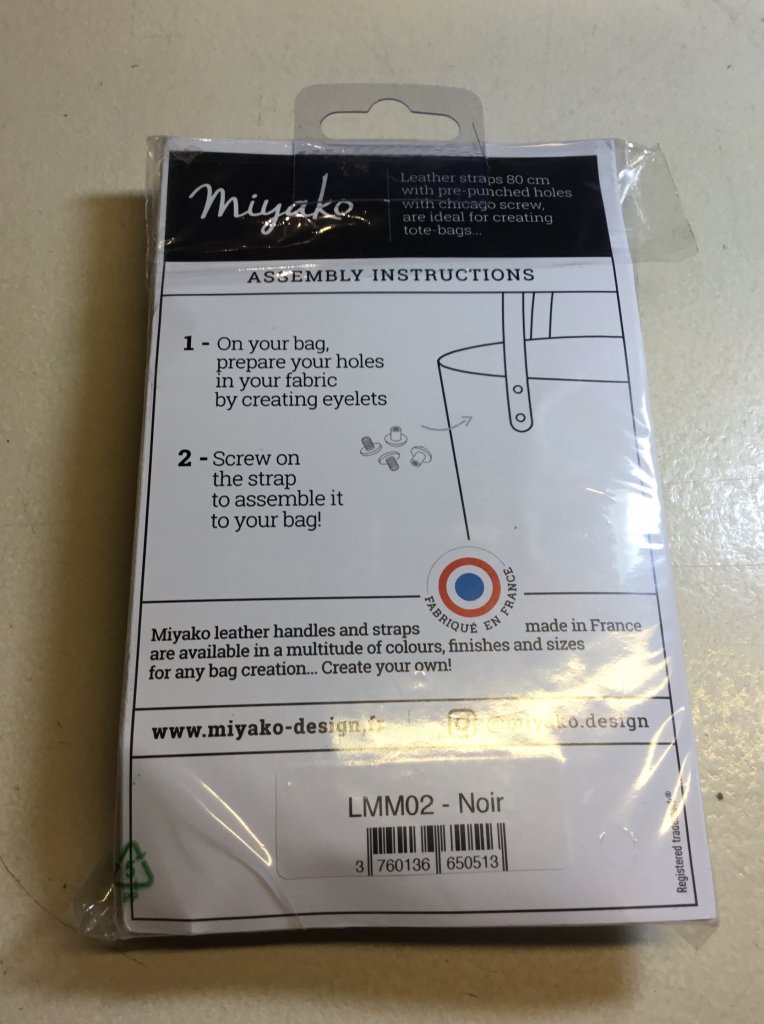 miyako
Leather straps 80 cm
with pre-punched holes
with chicago screw,
are ideal for creating
tote-bags...
ASSEMBLY INSTRUCTIONS
1 - On your bag,
prepare your holes
in your fabric
by creating eyelets
2 - Screw on
the strap
to assemble it
to your bag!
FABRIQUÉ EN FRANCE
Miyako leather handles and straps made in France
are available in a multitude of colours, finishes and sizes
for any bag creation... Create your own!
www.miyako-design.fr
@miyako.design
LMM02 - Noir
3 760136 650513
Registered